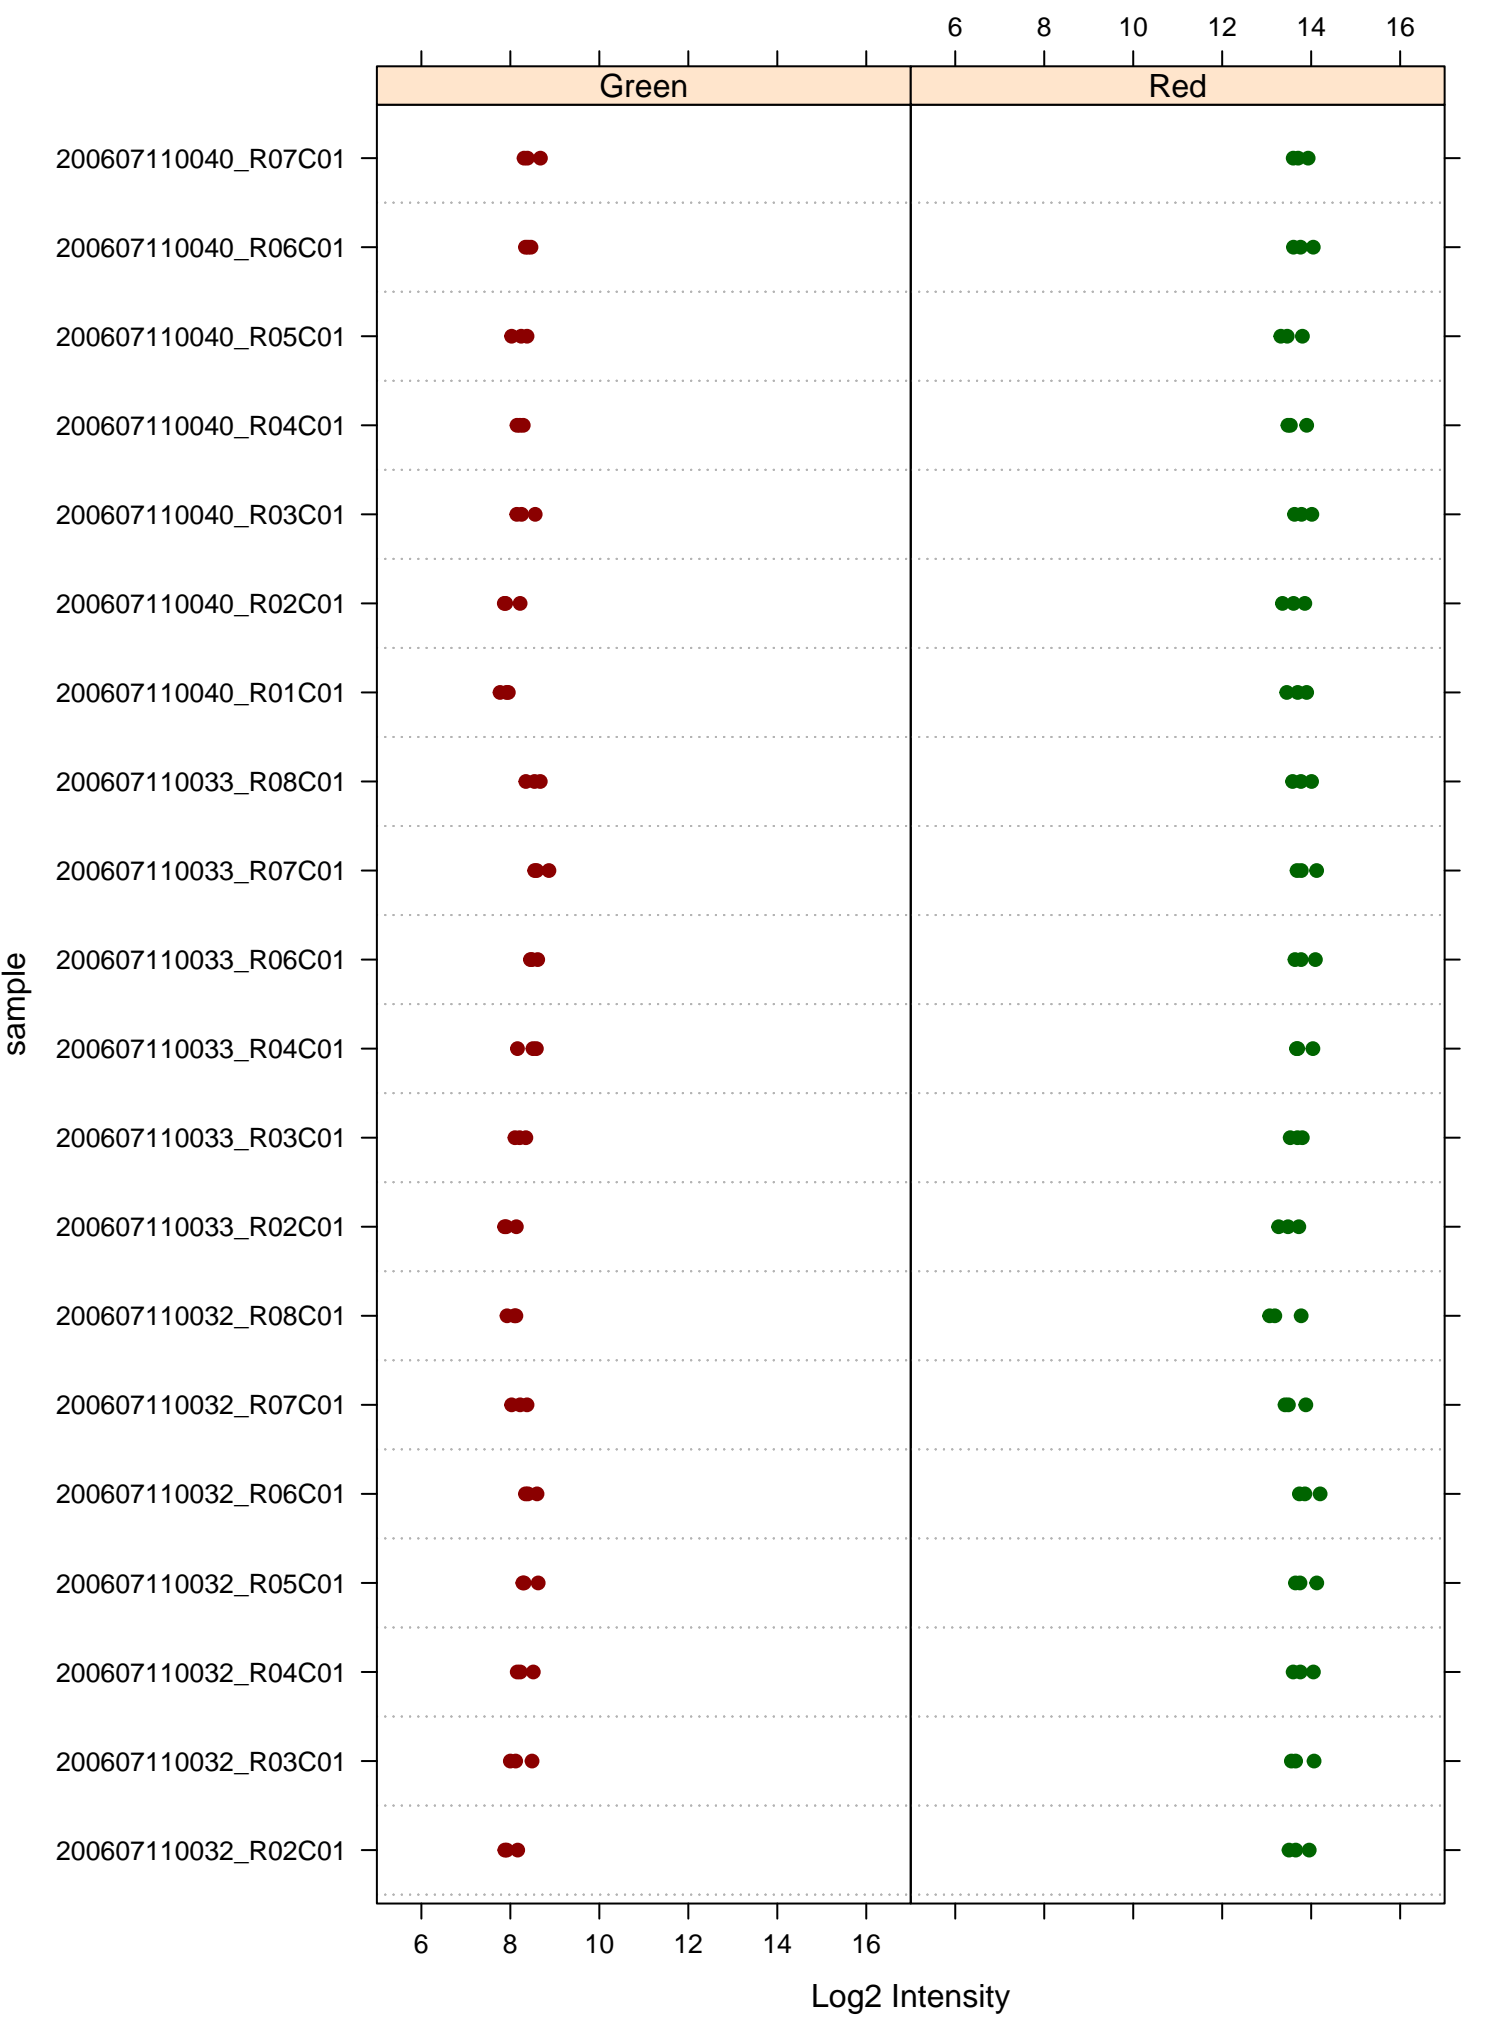 6 8 10 12 14 16
Green Red
200607110040_R07C01
200607110040_R06C01
200607110040_R05C01
200607110040_R04C01
200607110040_R03C01
200607110040_R02C01
200607110040_R01C01
200607110033_R08C01
200607110033_R07C01
200607110033_R06C01
200607110033_R04C01
200607110033_R03C01
200607110033_R02C01
200607110032_R08C01
200607110032_R07C01
200607110032_R06C01
200607110032_R05C01
200607110032_R04C01
200607110032_R03C01
200607110032_R02C01
sample
6 8 10 12 14 16
Log2 Intensity